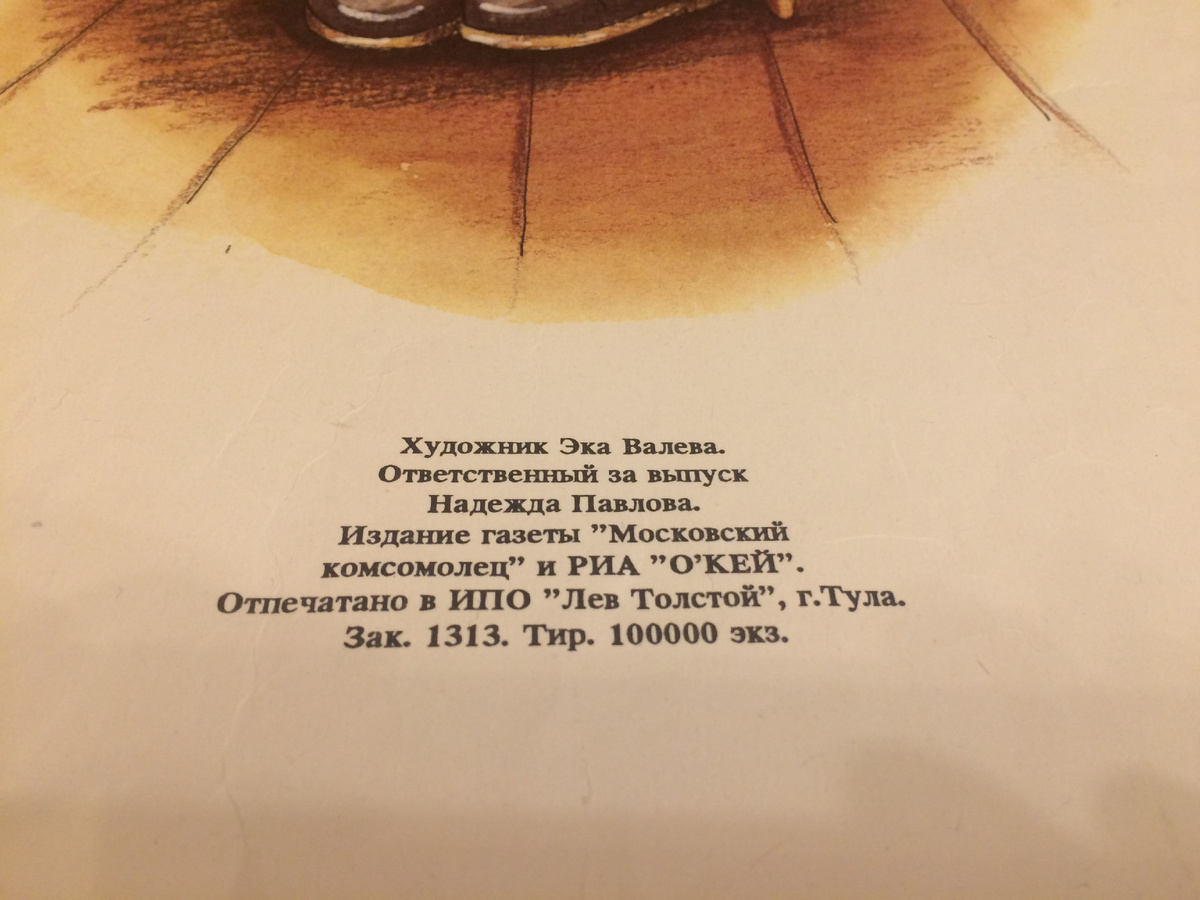 Художник Эка Валева.
Ответственный за выпуск
Надежда Павлова.
Издание газеты ”Московский
комсомолец” и РИА ”О’КЕЙ”.
Отпечатано в ИПО ”Лев Толстой”, г.Тула.
Зак. 1313. Тир. 100000 экз.